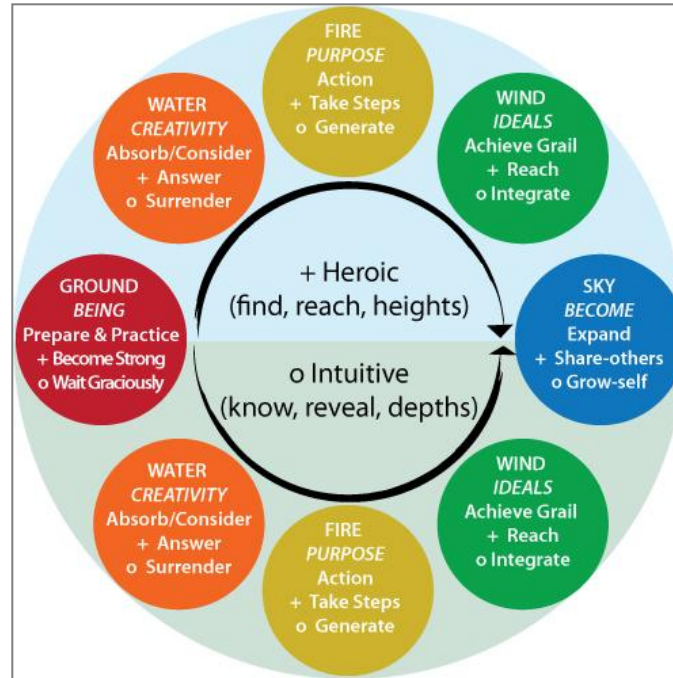 FIRE
PURPOSE
Action
+ Take Steps
o Generate
WATER
CREATIVITY
Absorb/Consider
+ Answer
o Surrender
WIND
IDEALS
Achieve Grail
+ Reach
o Integrate
GROUND
BEING
Prepare & Practice
+ Become Strong
o Wait Graciously
+ Heroic
(find, reach, heights)
o Intuitive
(know, reveal, depths)
SKY
BECOME
Expand
+ Share-others
o Grow-self
WATER
CREATIVITY
Absorb/Consider
+ Answer
o Surrender
WIND
IDEALS
Achieve Grail
+ Reach
o Integrate
FIRE
PURPOSE
Action
+ Take Steps
o Generate